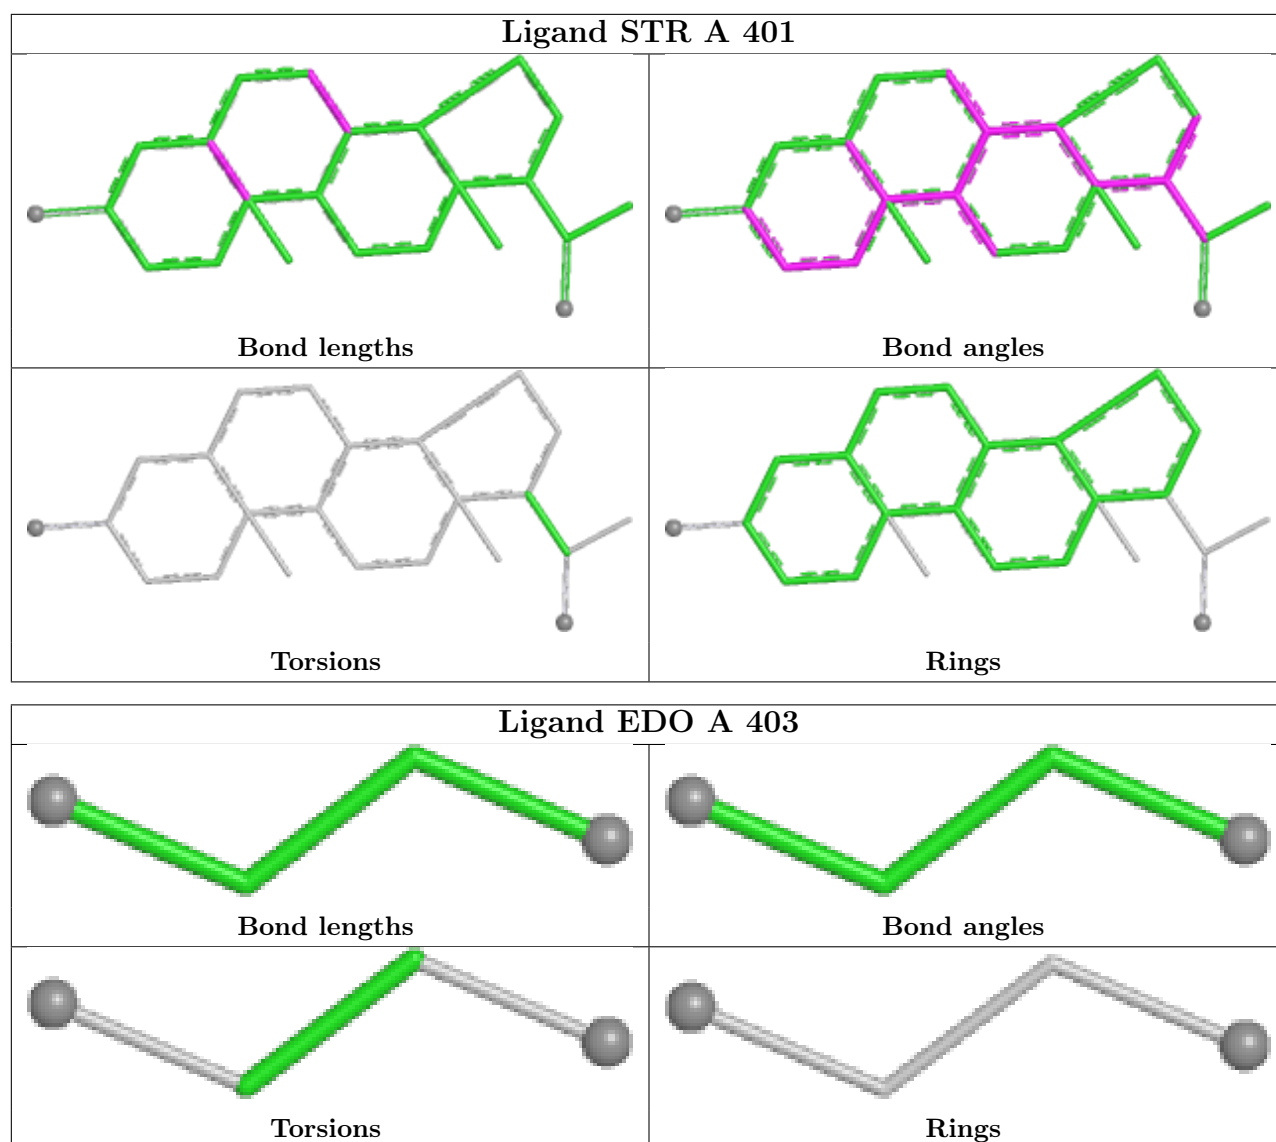 Ligand STR A 401
Bond lengths
Bond angles
Torsions
Rings
Ligand EDO A 403
Bond lengths
Bond angles
Torsions
Rings